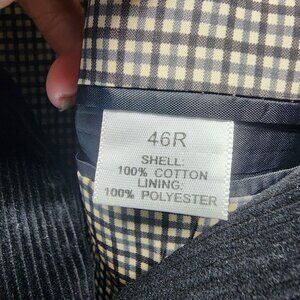 46R
SHELL:
100% COTTON
LINING:
100% POLYESTER